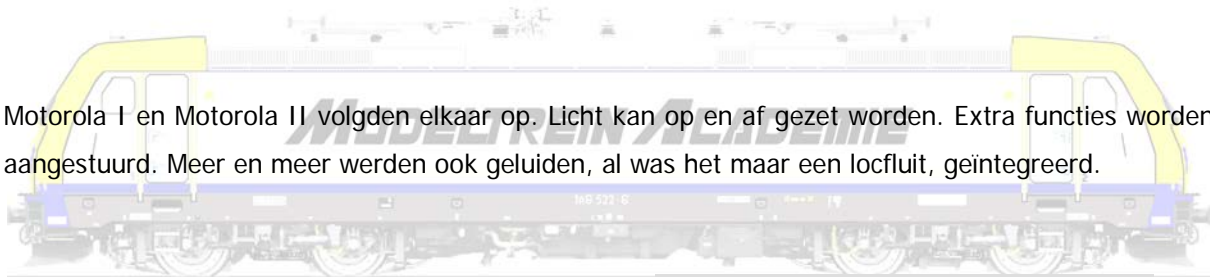 Motorola I en Motorola II volgden elkaar op. Licht kan op en af gezet worden. Extra functies worden
MODELTREIN ACADEMIE
aangestuurd. Meer en meer werden ook geluiden, al was het maar een locfluit, geïntegreerd.